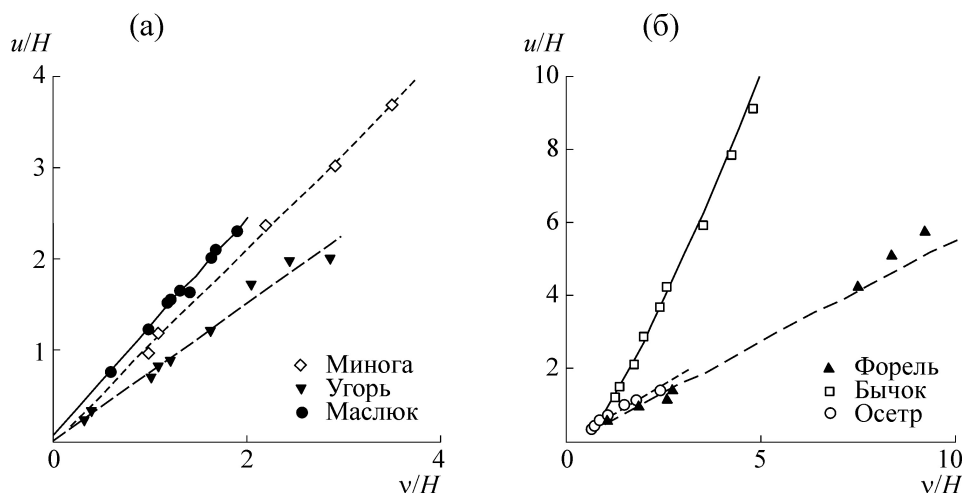 (а)
u/H
4
3
2
1
0
2
4
ν/H
Минога
Угорь
Маслюк
(б)
u/H
10
8
6
4
2
0
5
10
ν/H
Форель
Бычок
Осетр